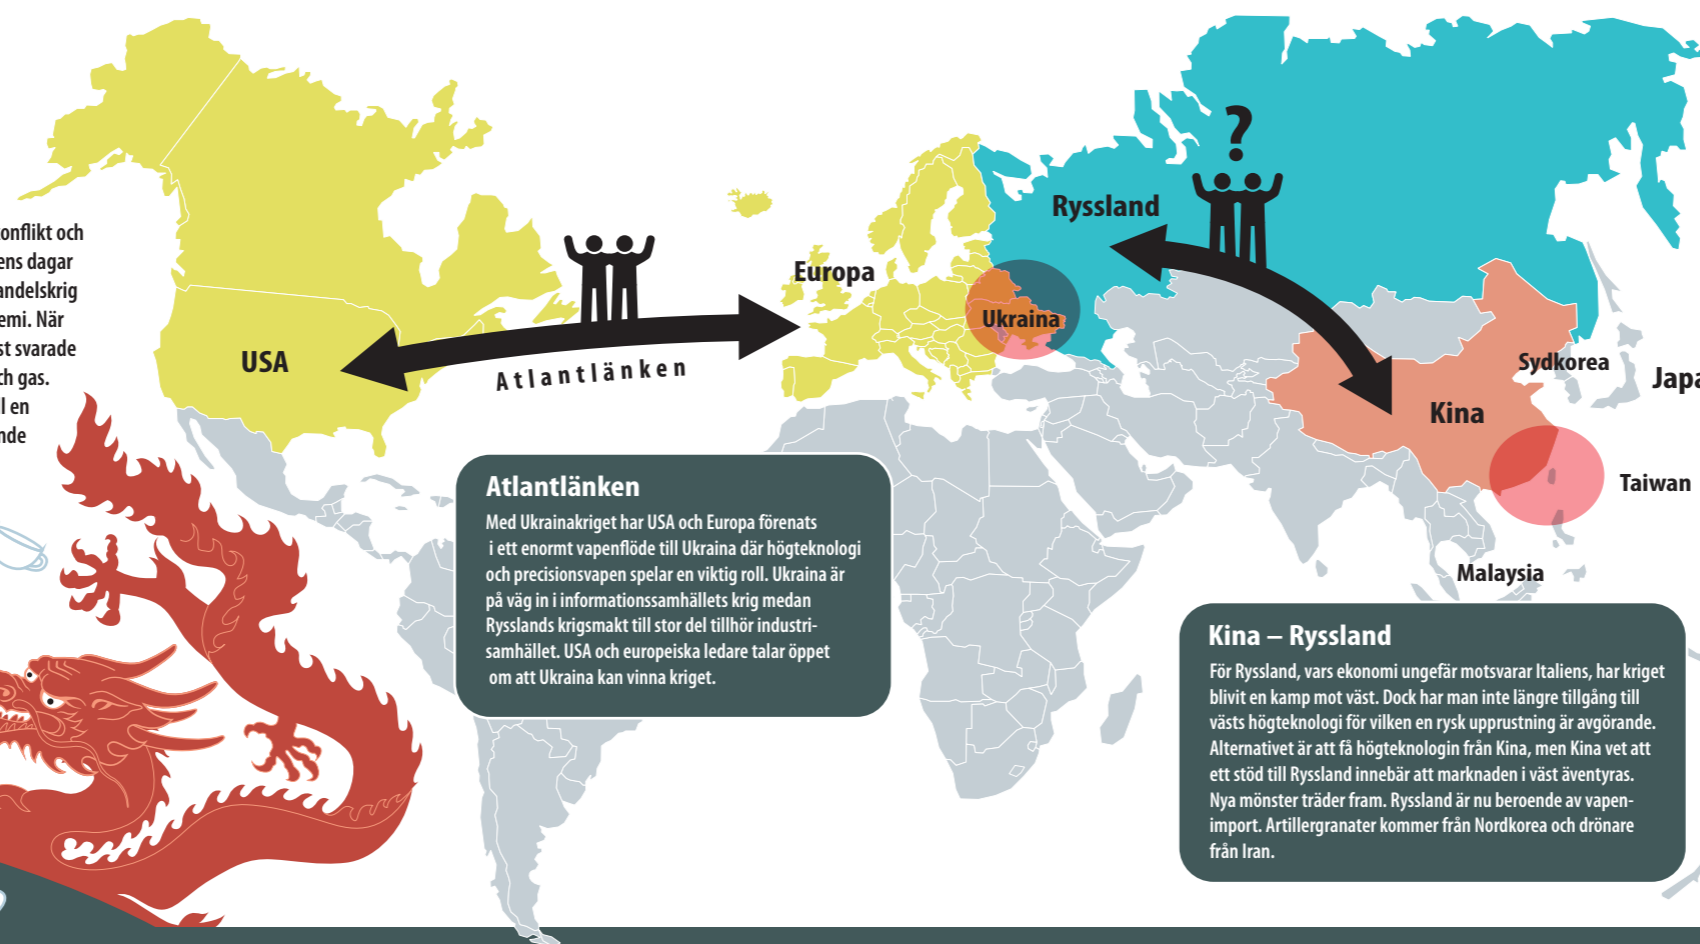 onflikt och
ens dagar
andelskrig
emi. När
st svarade
ch gas.
l en
nde
USA
Atlantlänken
Europa
Ukraina
Ryssland
?
Kina
Sydkorea
Japa
Taiwan
Malaysia
Atlantlänken
Med Ukrainakriget har USA och Europa förenats
i ett enormt vapenflöde till Ukraina där högteknologi
och precisionsvapen spelar en viktig roll. Ukraina är
på väg in i informationssamhällets krig medan
Rysslands krigsmakt till stor del tillhör industri-
samhället. USA och europeiska ledare talar öppet
om att Ukraina kan vinna kriget.
Kina – Ryssland
För Ryssland, vars ekonomi ungefär motsvarar Italiens, har kriget
blivit en kamp mot väst. Dock har man inte längre tillgång till
västs högteknologi för vilken en rysk upprustning är avgörande.
Alternativet är att få högteknologin från Kina, men Kina vet att
ett stöd till Ryssland innebär att marknaden i väst äventyras.
Nya mönster träder fram. Ryssland är nu beroende av vapen-
import. Artillergranater kommer från Nordkorea och drönare
från Iran.